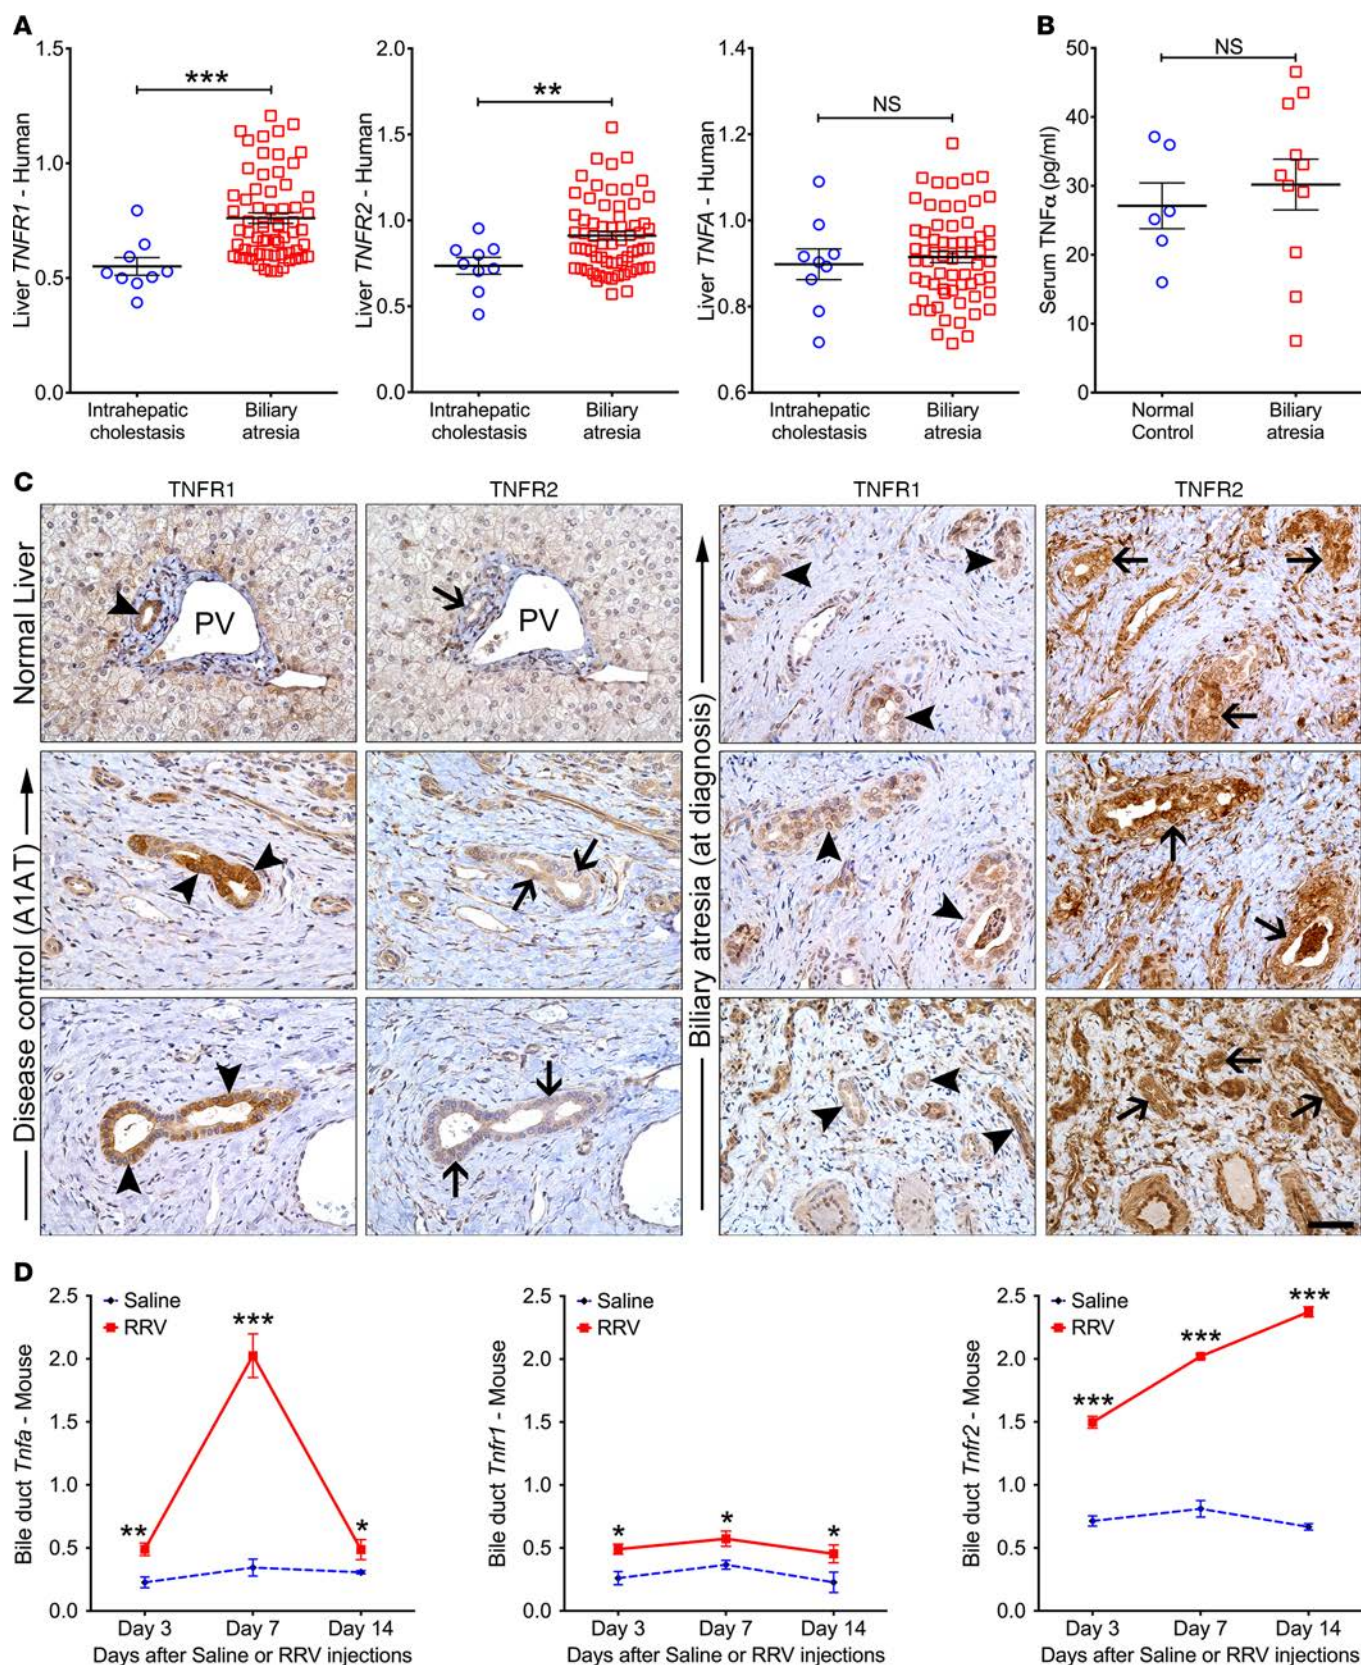 A
B
1.5
1.0
0.5
0.0
Liver TNFR1 - Human
***
Intrahepatic
cholestasis
Biliary
atresia
2.0
1.5
1.0
0.5
0.0
Liver TNFR2 - Human
**
Intrahepatic
cholestasis
Biliary
atresia
1.4
1.2
1.0
0.8
0.6
Liver TNFA - Human
NS
Intrahepatic
cholestasis
Biliary
atresia
50
40
30
20
10
0
Serum TNFα (pg/ml)
NS
Normal
Control
Biliary
atresia
C
TNFR1
TNFR2
TNFR1
TNFR2
Normal Liver
PV
PV
Disease control (A1AT)
Biliary atresia (at diagnosis)
D
2.5
2.0
1.5
1.0
0.5
0.0
Bile duct Tnfa - Mouse
Saline
RRV
**
***
*
Day 3
Day 7
Day 14
Days after Saline or RRV injections
2.5
2.0
1.5
1.0
0.5
0.0
Bile duct Tnfr1 - Mouse
Saline
RRV
*
*
*
Day 3
Day 7
Day 14
Days after Saline or RRV injections
2.5
2.0
1.5
1.0
0.5
0.0
Bile duct Tnfr2 - Mouse
Saline
RRV
***
***
***
Day 3
Day 7
Day 14
Days after Saline or RRV injections